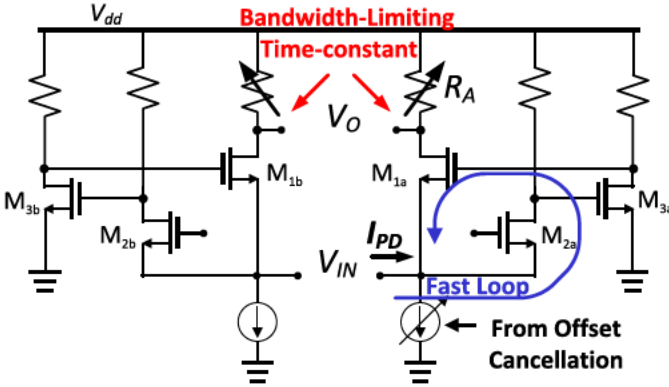 V_dd
Bandwidth-Limiting
Time-constant
R_A
V_O
M_1b
M_1a
M_3b
M_3a
M_2b
M_2a
I_PD
V_IN
Fast Loop
From Offset
Cancellation